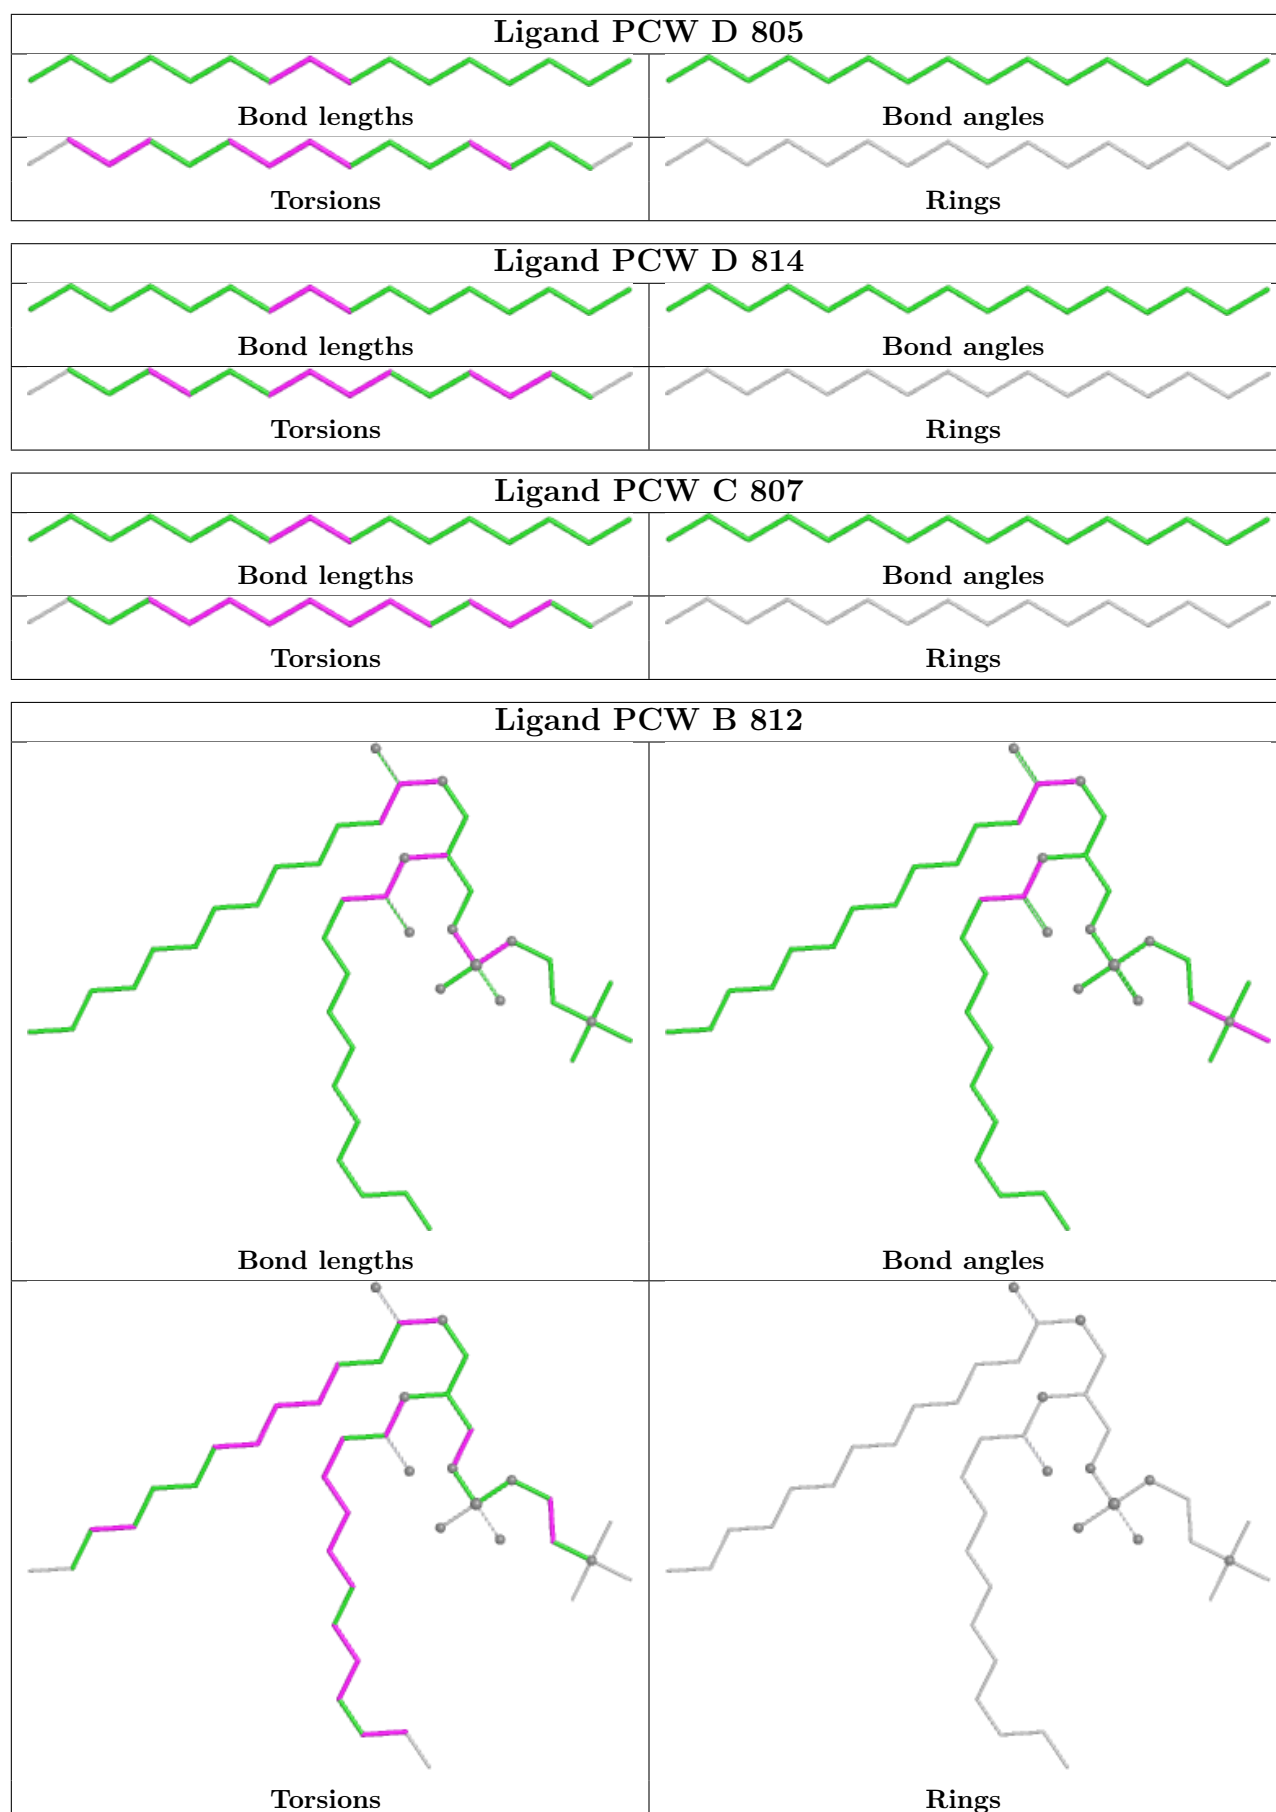 Ligand PCW D 805
Bond lengths
Bond angles
Torsions
Rings
Ligand PCW D 814
Bond lengths
Bond angles
Torsions
Rings
Ligand PCW C 807
Bond lengths
Bond angles
Torsions
Rings
Ligand PCW B 812
Bond lengths
Bond angles
Torsions
Rings